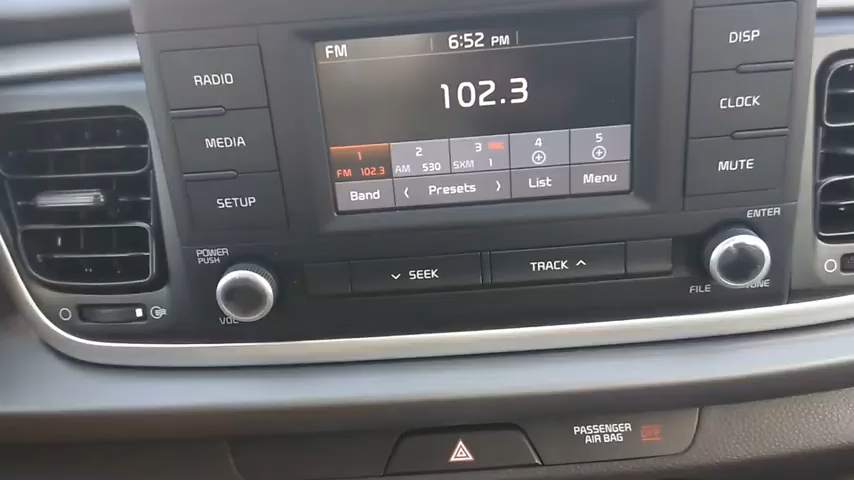 FM
6:52 PM
102.3
1
FM 102.3
2
AM 530
3
SXM 1
4
5
Band
Presets
List
Menu
RADIO
MEDIA
SETUP
DISP
CLOCK
MUTE
POWER
PUSH
VOL
SEEK
TRACK
ENTER
FILE
TUNE
PASSENGER
AIR BAG
OFF